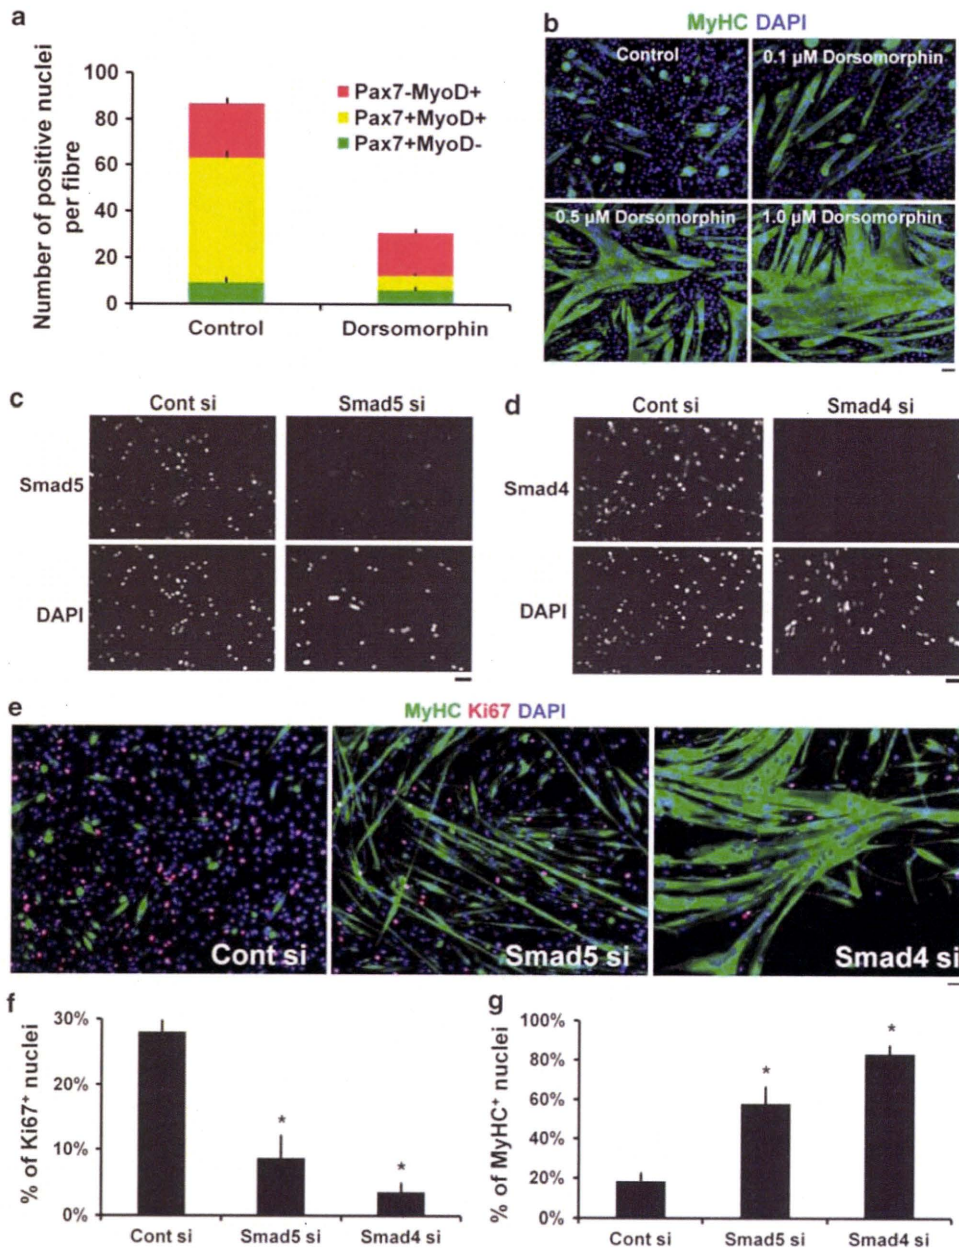 a
Number of positive nuclei
per fibre
100
80
60
40
20
0
Pax7-MyoD+
Pax7+MyoD+
Pax7+MyoD-
Control
Dorsomorphin
b
MyHC DAPI
Control
0.1 µM Dorsomorphin
0.5 µM Dorsomorphin
1.0 µM Dorsomorphin
c
Cont si
Smad5 si
Smad5
DAPI
d
Cont si
Smad4 si
Smad4
DAPI
e
MyHC Ki67 DAPI
Cont si
Smad5 si
Smad4 si
f
% of Ki67+ nuclei
30%
20%
10%
0%
*
*
Cont si
Smad5 si
Smad4 si
g
% of MyHC+ nuclei
100%
80%
60%
40%
20%
0%
*
*
Cont si
Smad5 si
Smad4 si